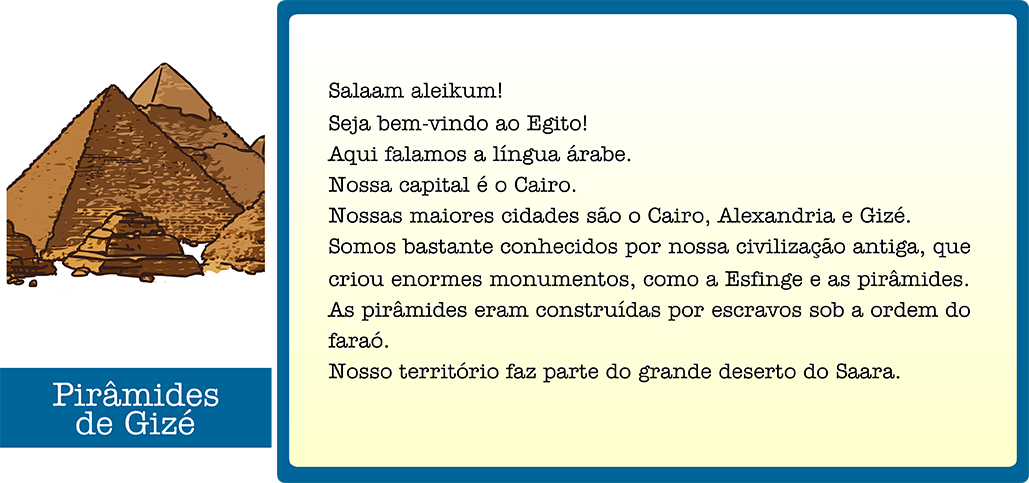 Salaam aleikum!
Seja bem-vindo ao Egito!
Aqui falamos a língua árabe.
Nossa capital é o Cairo.
Nossas maiores cidades são o Cairo, Alexandria e Gizé.
Somos bastante conhecidos por nossa civilização antiga, que
criou enormes monumentos, como a Esfinge e as pirâmides.
As pirâmides eram construídas por escravos sob a ordem do
faraó.
Nosso território faz parte do grande deserto do Saara.
Pirâmides
de Gizé